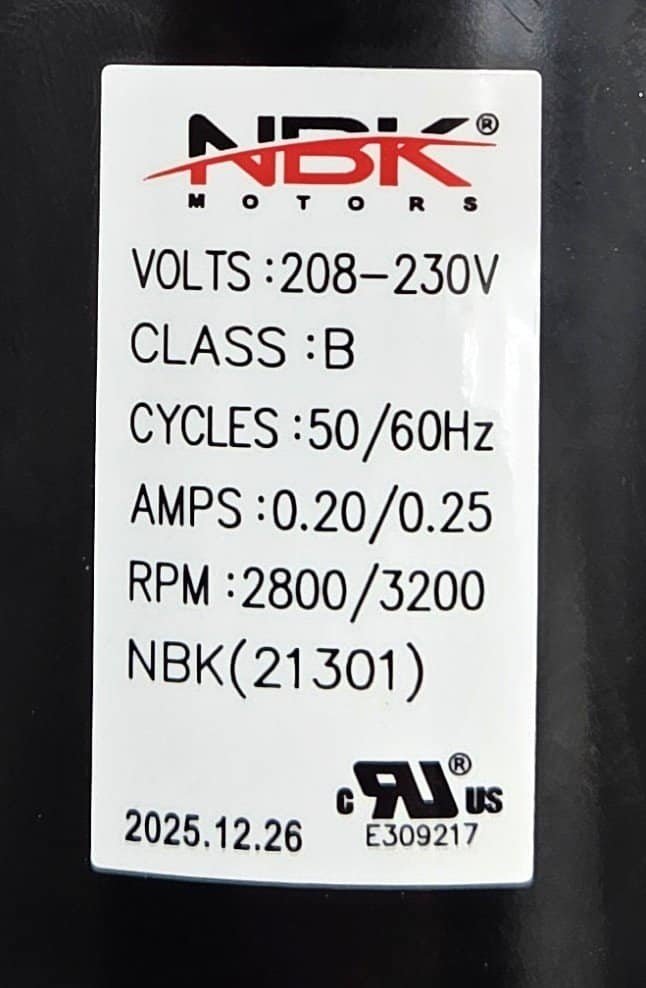 NBK®
MOTORS
VOLTS :208-230V
CLASS :B
CYCLES :50/60Hz
AMPS :0.20/0.25
RPM :2800/3200
NBK(21301)
2025.12.26
c RU® US
E309217